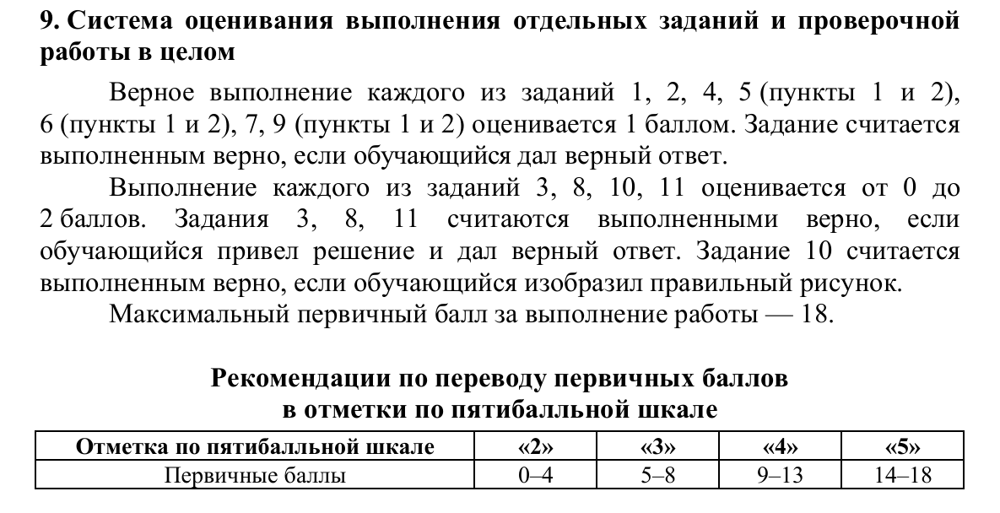 9. Система оценивания выполнения отдельных заданий и проверочной
работы в целом
Верное выполнение каждого из заданий 1, 2, 4, 5 (пункты 1 и 2),
6 (пункты 1 и 2), 7, 9 (пункты 1 и 2) оценивается 1 баллом. Задание считается
выполненным верно, если обучающийся дал верный ответ.
Выполнение каждого из заданий 3, 8, 10, 11 оценивается от 0 до
2 баллов. Задания 3, 8, 11 считаются выполненными верно, если
обучающийся привел решение и дал верный ответ. Задание 10 считается
выполненным верно, если обучающийся изобразил правильный рисунок.
Максимальный первичный балл за выполнение работы — 18.
Рекомендации по переводу первичных баллов
в отметки по пятибалльной шкале
Отметка по пятибалльной шкале «2» «3» «4» «5»
Первичные баллы 0–4 5–8 9–13 14–18